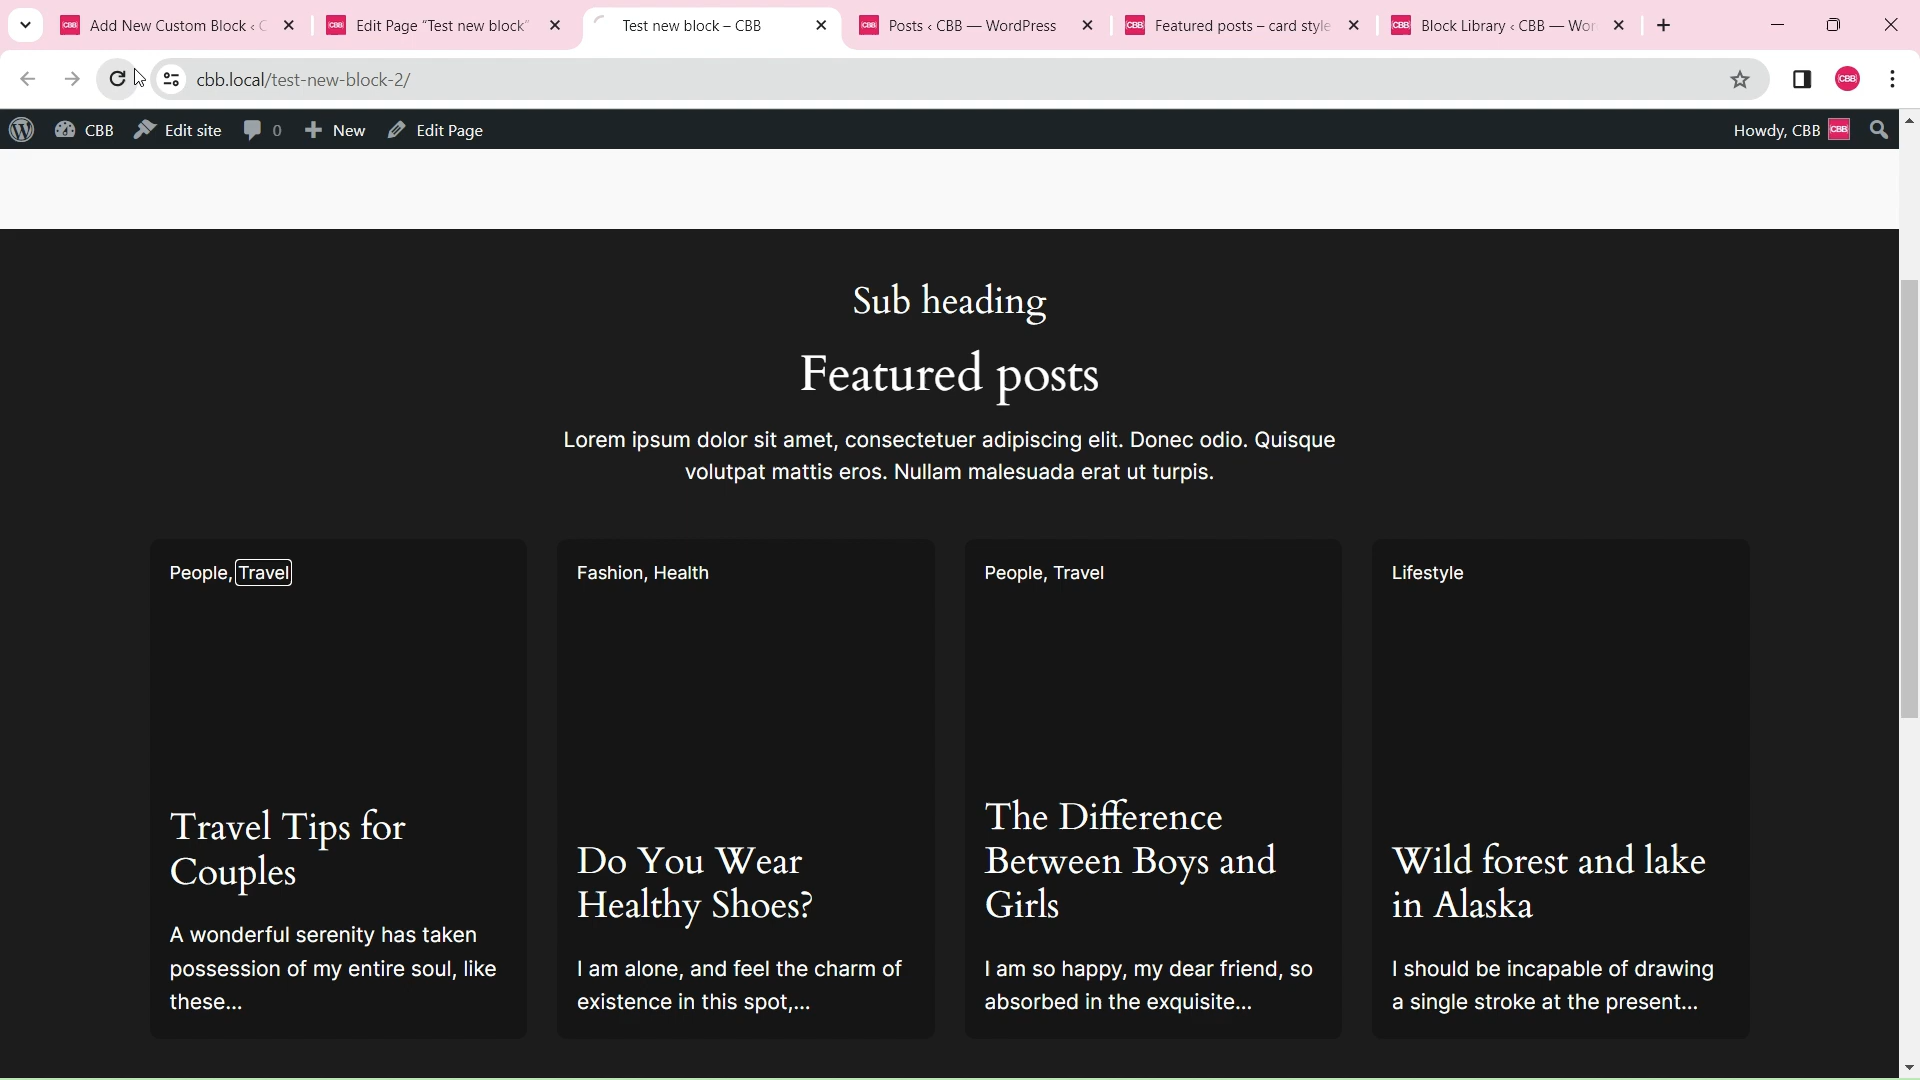 CBB Add New Custom Block ‹ C
CBB Edit Page “Test new block”
Test new block – CBB
CBB Posts ‹ CBB — WordPress
CBB Featured posts – card style
CBB Block Library ‹ CBB — Wor
cbb.local/test-new-block-2/
CBB
CBB Edit site 0 New Edit Page
Howdy, CBB CBB
Sub heading
Featured posts
Lorem ipsum dolor sit amet, consectetuer adipiscing elit. Donec odio. Quisque
volutpat mattis eros. Nullam malesuada erat ut turpis.
People, Travel
Travel Tips for
Couples
A wonderful serenity has taken
possession of my entire soul, like
these...
Fashion, Health
Do You Wear
Healthy Shoes?
I am alone, and feel the charm of
existence in this spot,...
People, Travel
The Difference
Between Boys and
Girls
I am so happy, my dear friend, so
absorbed in the exquisite...
Lifestyle
Wild forest and lake
in Alaska
I should be incapable of drawing
a single stroke at the present...